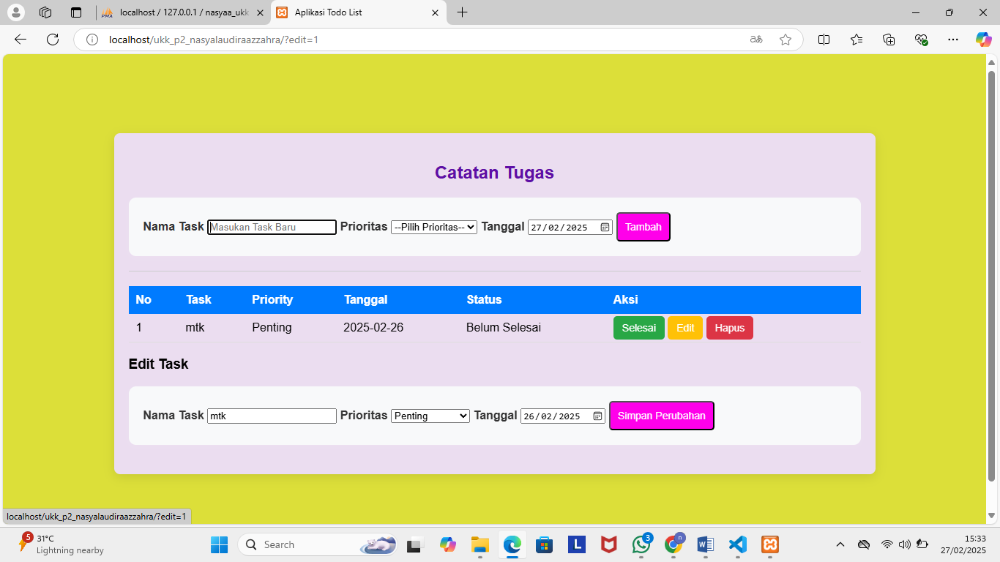 localhost / 127.0.0.1 / nasyaa_ukk
Aplikasi Todo List
localhost/ukk_p2_nasyalaudiraazzahra/?edit=1
Catatan Tugas
Nama Task Masukan Task Baru Prioritas --Pilih Prioritas-- Tanggal 27/02/2025 Tambah
No Task Priority Tanggal Status Aksi
1 mtk Penting 2025-02-26 Belum Selesai Selesai Edit Hapus
Edit Task
Nama Task mtk Prioritas Penting Tanggal 26/02/2025 Simpan Perubahan
localhost/ukk_p2_nasyalaudiraazzahra/?edit=1
5 31°C
Lightning nearby
Search
L
3
n
15:33
27/02/2025